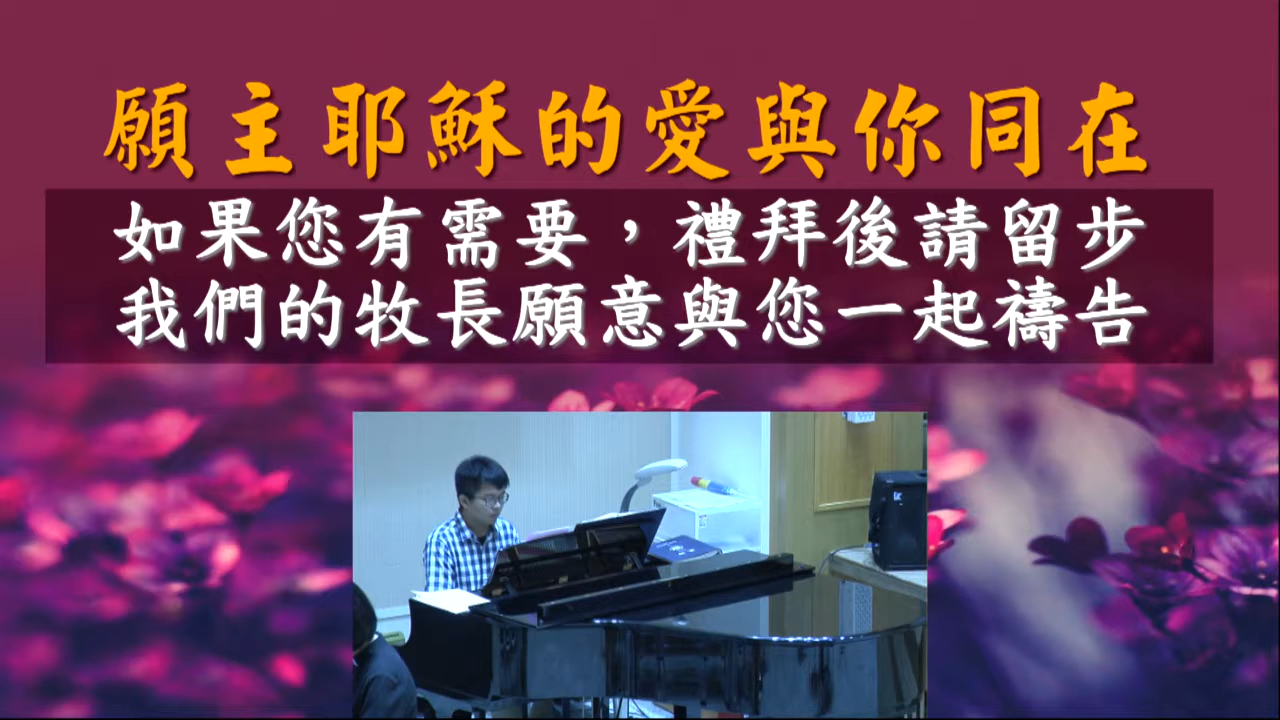 願主耶穌的愛與你同在
如果您有需要，禮拜後請留步
我們的牧長願意與您一起禱告